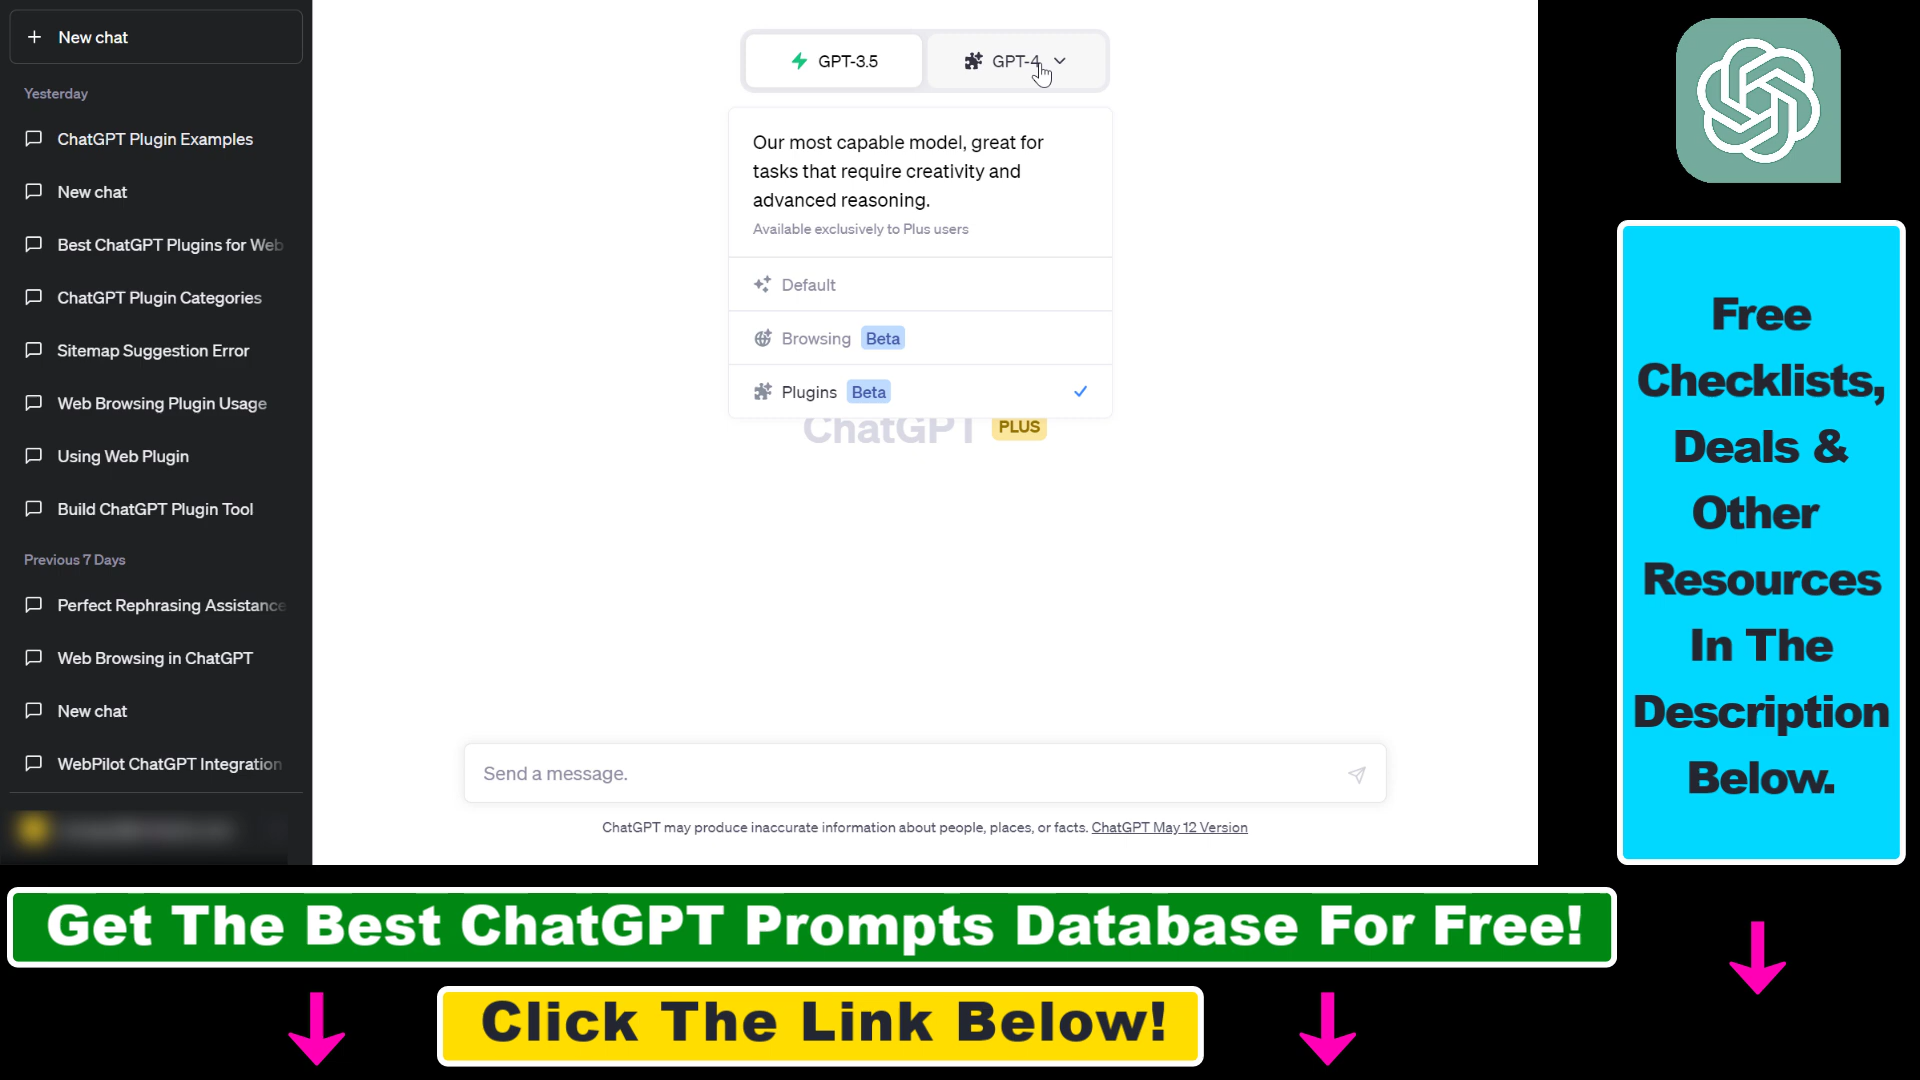 New chat
Yesterday
ChatGPT Plugin Examples
New chat
Best ChatGPT Plugins for Web
ChatGPT Plugin Categories
Sitemap Suggestion Error
Web Browsing Plugin Usage
Using Web Plugin
Build ChatGPT Plugin Tool
Previous 7 Days
Perfect Rephrasing Assistance
Web Browsing in ChatGPT
New chat
WebPilot ChatGPT Integration
GPT-3.5
GPT-4
Our most capable model, great for
tasks that require creativity and
advanced reasoning.
Available exclusively to Plus users
Default
Browsing Beta
Plugins Beta
ChatGPT PLUS
Send a message.
ChatGPT may produce inaccurate information about people, places, or facts. ChatGPT May 12 Version
Free
Checklists,
Deals &
Other
Resources
In The
Description
Below.
Get The Best ChatGPT Prompts Database For Free!
Click The Link Below!